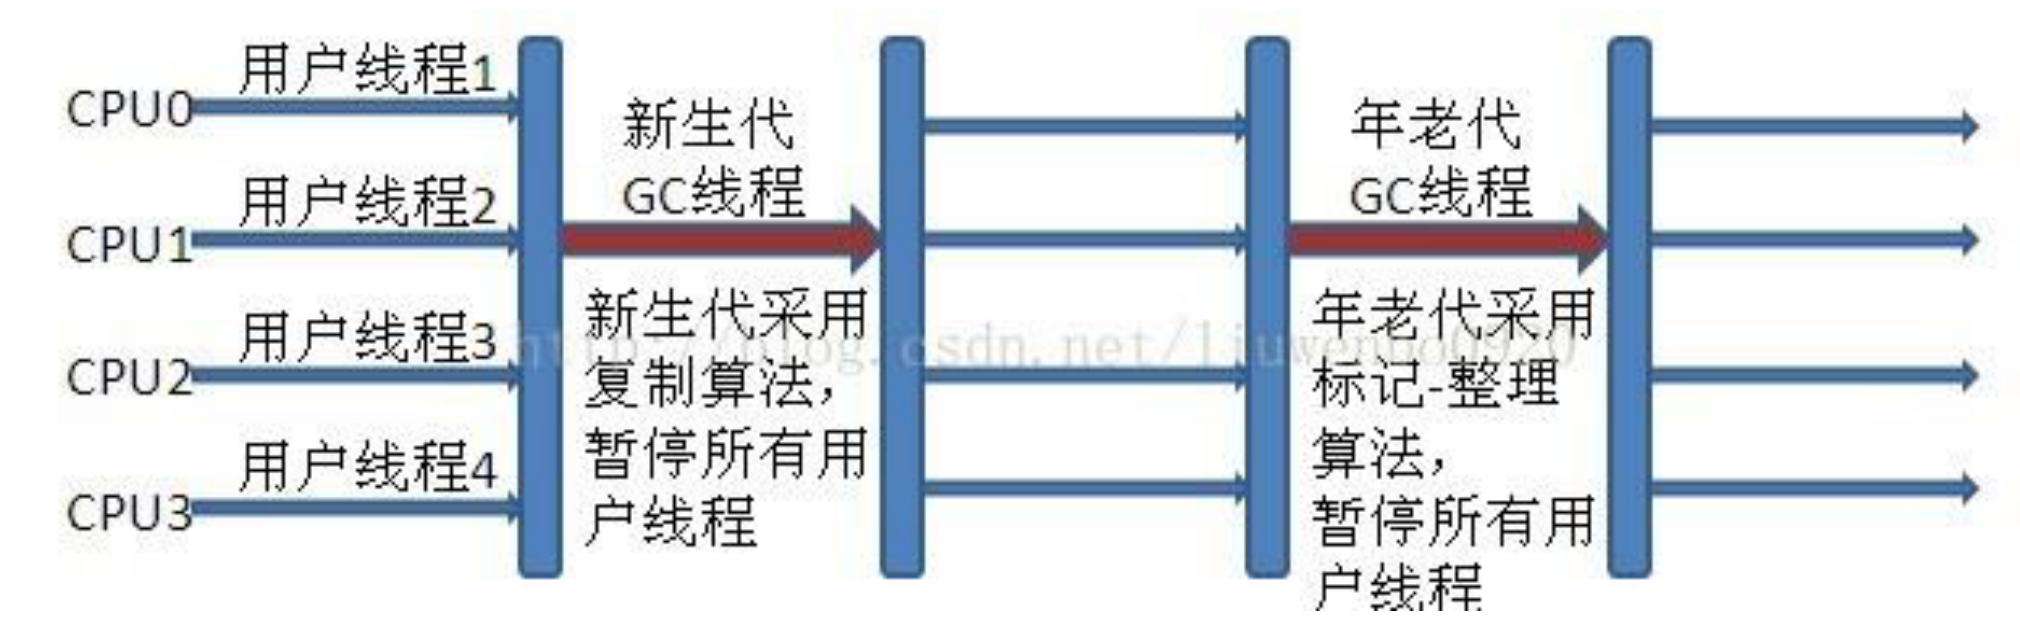 用户线程1
CPU0
用户线程2
CPU1
用户线程3
CPU2
用户线程4
CPU3
新生代
GC线程
新生代采用
复制算法，
暂停所有用
户线程
年老代
GC线程
年老代采用
标记-整理
算法，
暂停所有用
户线程
http://blog.csdn.net/liuwenbo0920